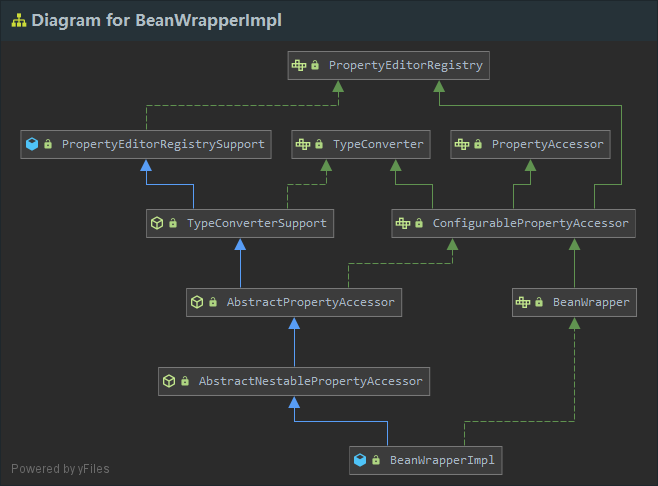 Diagram for BeanWrapperImpl
PropertyEditorRegistry
PropertyEditorRegistrySupport
TypeConverter
PropertyAccessor
TypeConverterSupport
ConfigurablePropertyAccessor
AbstractPropertyAccessor
BeanWrapper
AbstractNestablePropertyAccessor
BeanWrapperImpl
Powered by yFiles